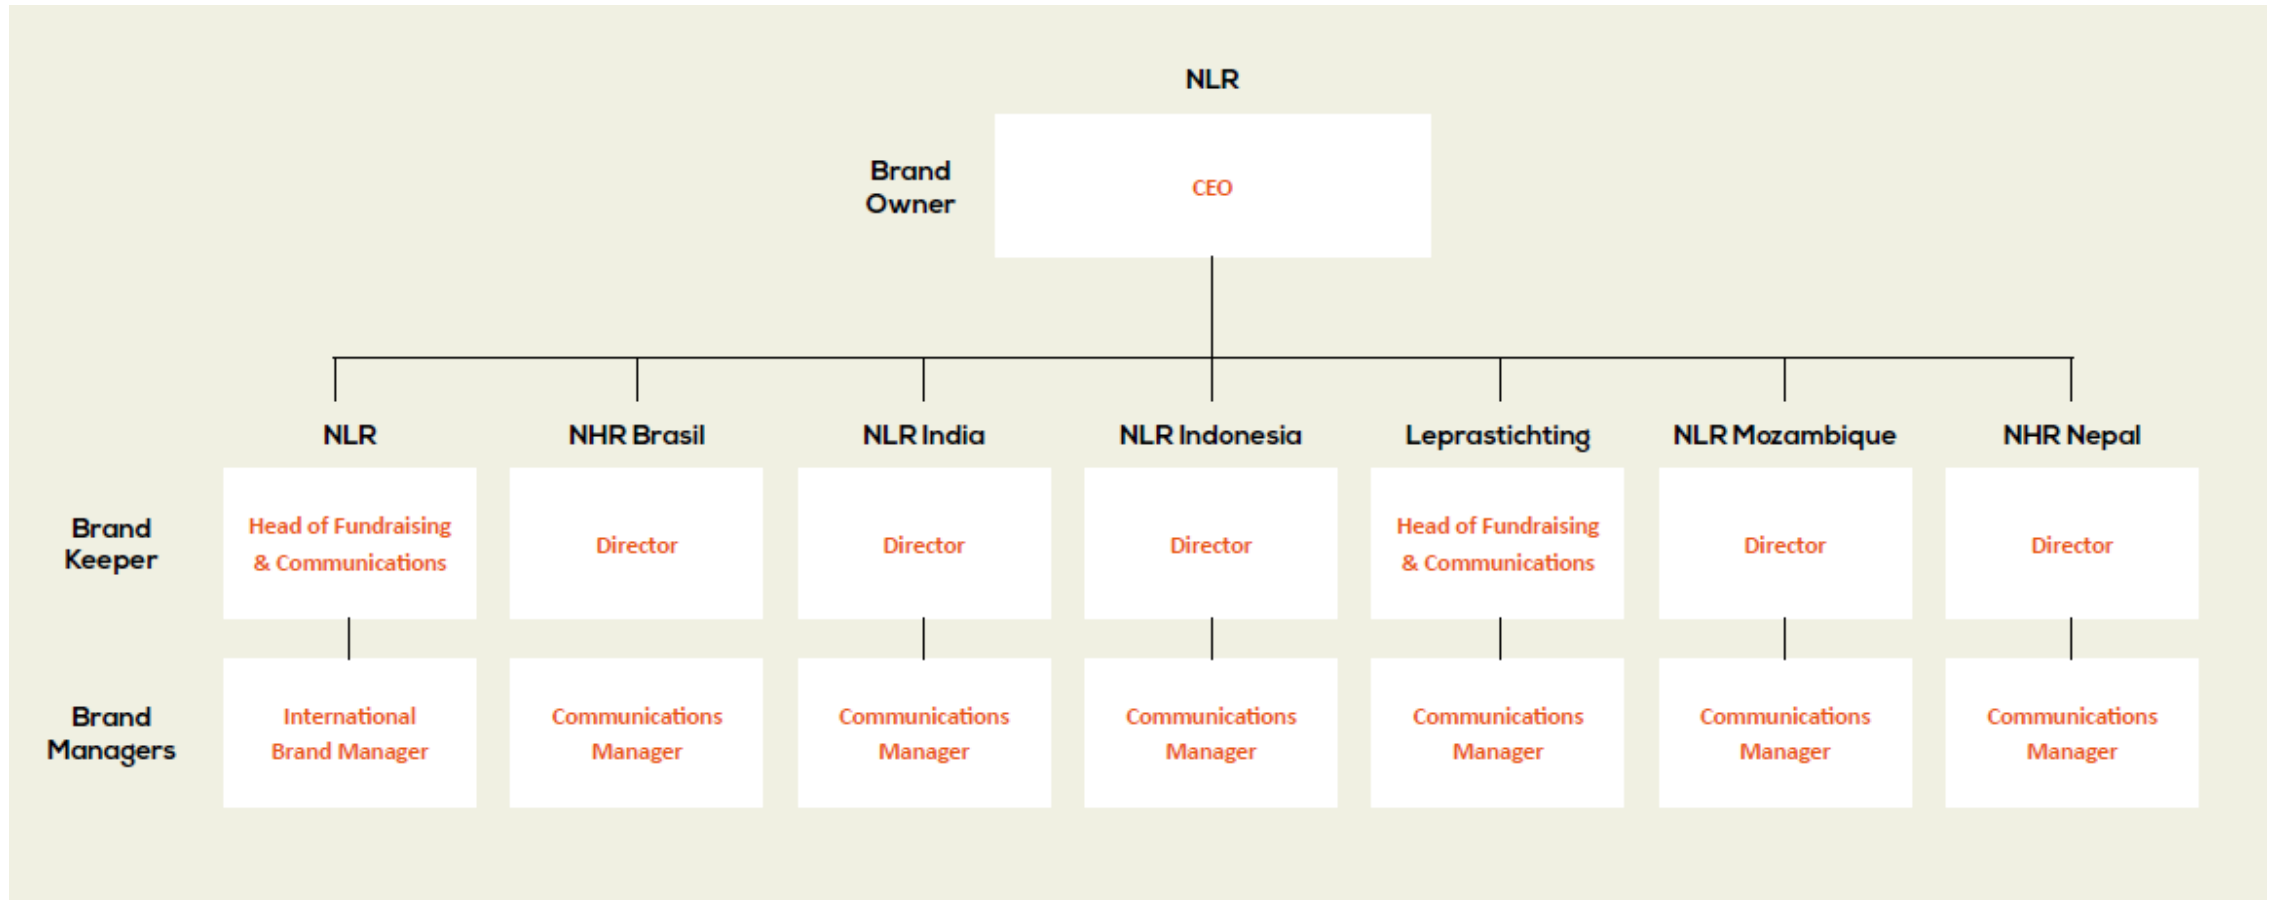 NLR
Brand
Owner
CEO
NLR
NHR Brasil
NLR India
NLR Indonesia
Leprastichting
NLR Mozambique
NHR Nepal
Brand
Keeper
Head of Fundraising
& Communications
Director
Director
Director
Head of Fundraising
& Communications
Director
Director
Brand
Managers
International
Brand Manager
Communications
Manager
Communications
Manager
Communications
Manager
Communications
Manager
Communications
Manager
Communications
Manager